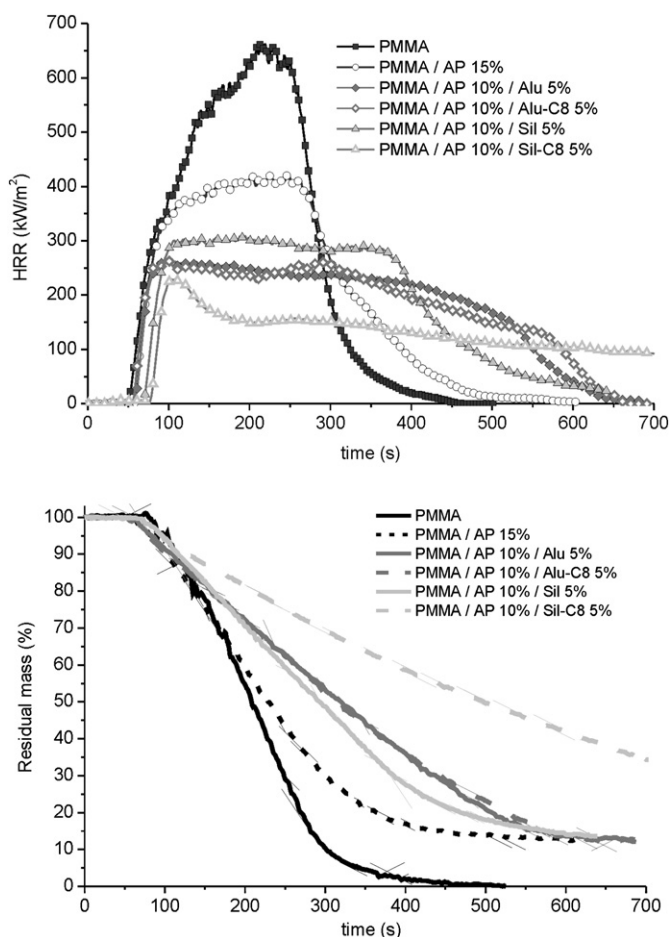 700
600
500
400
300
200
100
0
HRR (kW/m²)
PMMA
PMMA / AP 15%
PMMA / AP 10% / Alu 5%
PMMA / AP 10% / Alu-C8 5%
PMMA / AP 10% / Sil 5%
PMMA / AP 10% / Sil-C8 5%
0 100 200 300 400 500 600 700
time (s)
100
90
80
70
60
50
40
30
20
10
0
Residual mass (%)
PMMA
PMMA / AP 15%
PMMA / AP 10% / Alu 5%
PMMA / AP 10% / Alu-C8 5%
PMMA / AP 10% / Sil 5%
PMMA / AP 10% / Sil-C8 5%
0 100 200 300 400 500 600 700
time (s)